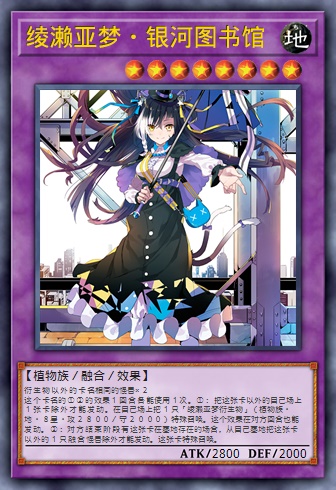 绫濑亚梦・银河图书馆
地
【植物族／融合／效果】
衍生物以外的卡名相同的怪兽×2
这个卡名的①②的效果1回合各能使用1次。①：把这张卡以外的自己场上
1张卡除外才能发动。在自己场上把1只「绫濑亚梦衍生物」（植物族・
地・8星・攻2800／守2000）特殊召唤。这个效果在对方回合也能
发动。②：对方结束阶段有这张卡在墓地存在的场合，从自己墓地把这张卡
以外的1只融合怪兽除外才能发动。这张卡特殊召唤。
ATK/2800 DEF/2000